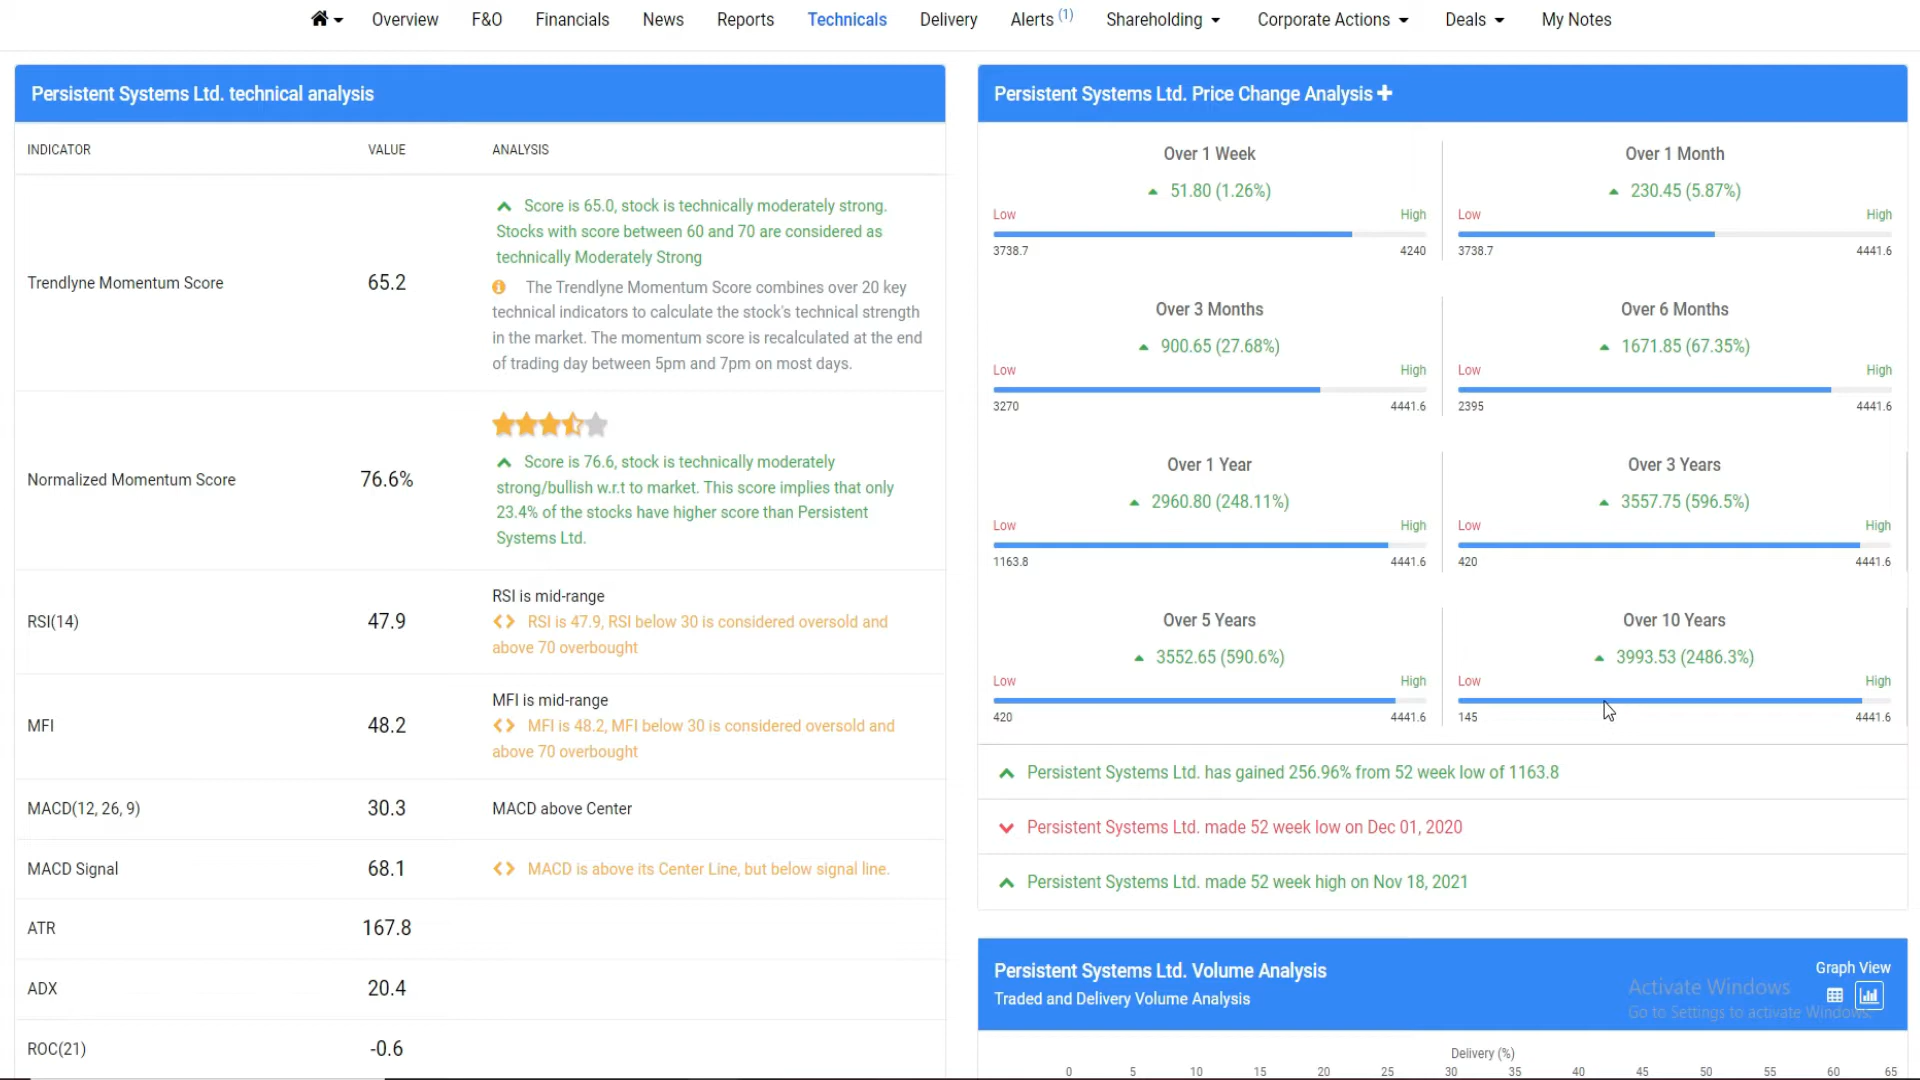 Overview F&O Financials News Reports Technicals Delivery Alerts (1) Shareholding Corporate Actions Deals My Notes
Persistent Systems Ltd. technical analysis
INDICATOR VALUE ANALYSIS
Trendlyne Momentum Score 65.2
Score is 65.0, stock is technically moderately strong.
Stocks with score between 60 and 70 are considered as
technically Moderately Strong
The Trendlyne Momentum Score combines over 20 key
technical indicators to calculate the stock's technical strength
in the market. The momentum score is recalculated at the end
of trading day between 5pm and 7pm on most days.
Normalized Momentum Score 76.6%
Score is 76.6, stock is technically moderately
strong/bullish w.r.t to market. This score implies that only
23.4% of the stocks have higher score than Persistent
Systems Ltd.
RSI(14) 47.9
RSI is mid-range
RSI is 47.9, RSI below 30 is considered oversold and
above 70 overbought
MFI 48.2
MFI is mid-range
MFI is 48.2, MFI below 30 is considered oversold and
above 70 overbought
MACD(12, 26, 9) 30.3 MACD above Center
MACD Signal 68.1 MACD is above its Center Line, but below signal line.
ATR 167.8
ADX 20.4
ROC(21) -0.6
Persistent Systems Ltd. Price Change Analysis
Over 1 Week
51.80 (1.26%)
Low High
3738.7 4240
Over 1 Month
230.45 (5.87%)
Low High
3738.7 4441.6
Over 3 Months
900.65 (27.68%)
Low High
3270 4441.6
Over 6 Months
1671.85 (67.35%)
Low High
2395 4441.6
Over 1 Year
2960.80 (248.11%)
Low High
1163.8 4441.6
Over 3 Years
3557.75 (596.5%)
Low High
420 4441.6
Over 5 Years
3552.65 (590.6%)
Low High
420 4441.6
Over 10 Years
3993.53 (2486.3%)
Low High
145 4441.6
Persistent Systems Ltd. has gained 256.96% from 52 week low of 1163.8
Persistent Systems Ltd. made 52 week low on Dec 01, 2020
Persistent Systems Ltd. made 52 week high on Nov 18, 2021
Persistent Systems Ltd. Volume Analysis
Traded and Delivery Volume Analysis
Graph View
Activate Windows
Go to Settings to activate Windows.
Delivery (%)
0 5 10 15 20 25 30 35 40 45 50 55 60 65